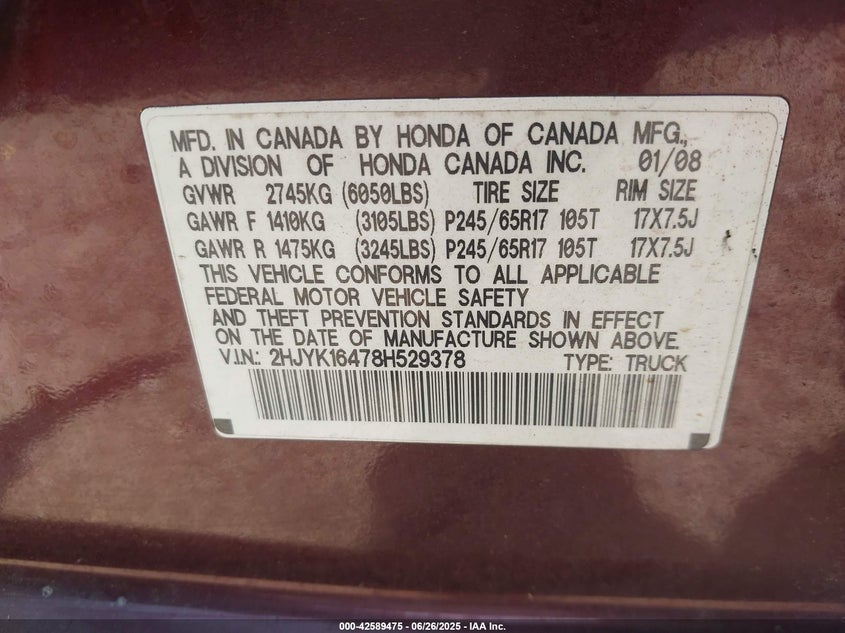 MFD. IN CANADA BY HONDA OF CANADA MFG.,
A DIVISION OF HONDA CANADA INC. 01/08
GVWR 2745KG (6050LBS) TIRE SIZE RIM SIZE
GAWR F 1410KG (3105LBS) P245/65R17 105T 17X7.5J
GAWR R 1475KG (3245LBS) P245/65R17 105T 17X7.5J
THIS VEHICLE CONFORMS TO ALL APPLICABLE
FEDERAL MOTOR VEHICLE SAFETY
AND THEFT PREVENTION STANDARDS IN EFFECT
ON THE DATE OF MANUFACTURE SHOWN ABOVE.
V.I.N.: 2HJYK16478H529378 TYPE: TRUCK
000-42589475 - 06/26/2025 - IAA Inc.